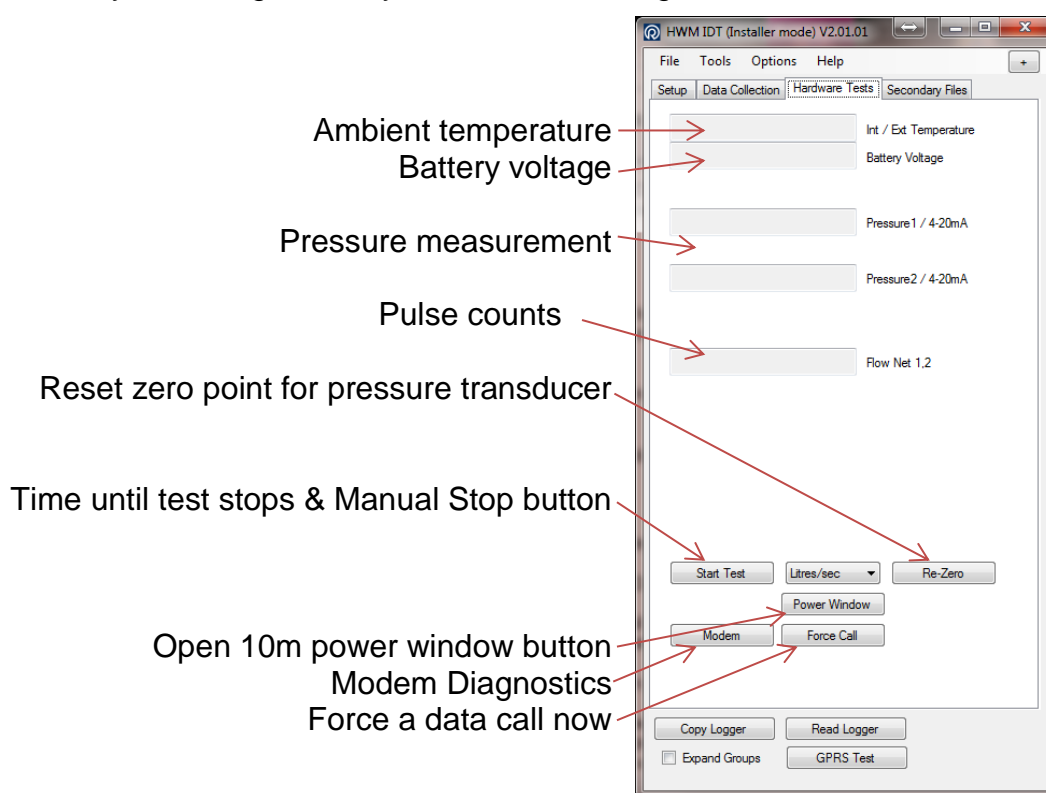 HWM IDT (Installer mode) V2.01.01
File Tools Options Help +
Setup Data Collection Hardware Tests Secondary Files
Ambient temperature
Int / Ext Temperature
Battery voltage
Battery Voltage
Pressure1 / 4-20mA
Pressure measurement
Pressure2 / 4-20mA
Pulse counts
Flow Net 1,2
Reset zero point for pressure transducer
Time until test stops & Manual Stop button
Start Test Litres/sec Re-Zero
Power Window
Open 10m power window button
Modem Force Call
Modem Diagnostics
Force a data call now
Copy Logger Read Logger
Expand Groups GPRS Test